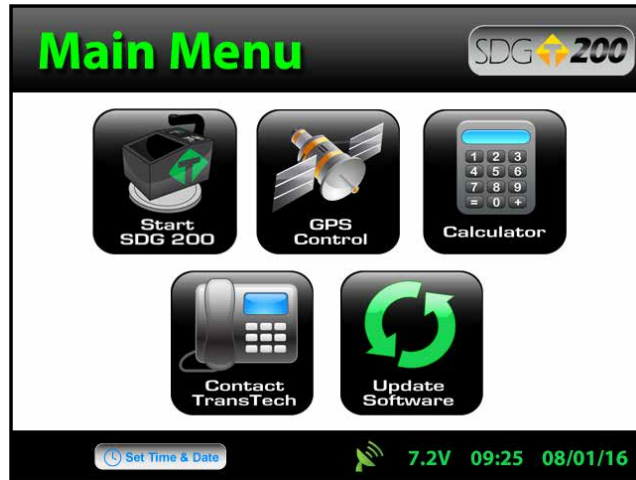 Main Menu
SDG T 200
Start
SDG 200
GPS
Control
Calculator
1 2 3
4 5 6
7 8 9
= 0 +
Contact
TransTech
Update
Software
Set Time & Date
7.2V 09:25 08/01/16